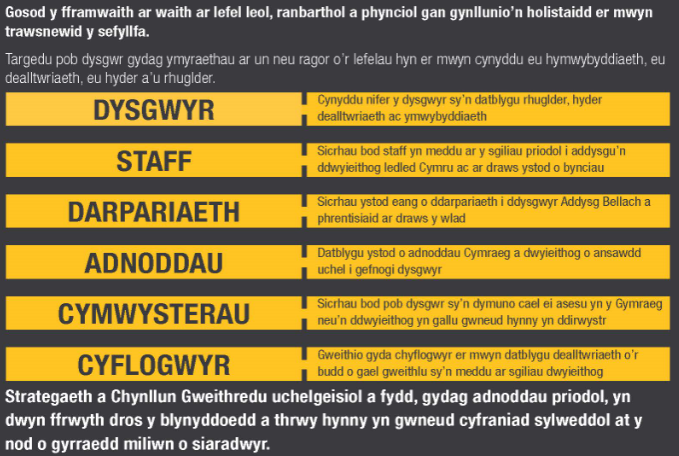 Gosod y fframwaith ar waith ar lefel leol, ranbarthol a phynciol gan gynllunio'n holistaidd er mwyn
trawsnewid y sefyllfa.
Targedu pob dysgwr gydag ymyraethau ar un neu ragor o'r lefelau hyn er mwyn cynyddu eu hymwybyddiaeth, eu
dealltwriaeth, eu hyder a'u rhuglder.
DYSGWYR
Cynyddu nifer y dysgwyr sy'n datblygu rhuglder, hyder
dealltwriaeth ac ymwybyddiaeth
STAFF
Sicrhau bod staff yn meddu ar y sgiliau priodol i addysgu'n
ddwyieithog ledled Cymru ac ar draws ystod o bynciau
DARPARIAETH
Sicrhau ystod eang o ddarpariaeth i ddysgwyr Addysg Bellach a
phrentisiaid ar draws y wlad
ADNODDAU
Datblygu ystod o adnoddau Cymraeg a dwyieithog o ansawdd
uchel i gefnogi dysgwyr
CYMWYSTERAU
Sicrhau bod pob dysgwr sy'n dymuno cael ei asesu yn y Gymraeg
neu'n ddwyieithog yn gallu gwneud hynny yn ddirwystr
CYFLOGWYR
Gweithio gyda chyflogwyr er mwyn datblygu dealltwriaeth o'r
budd o gael gweithlu sy'n meddu ar sgiliau dwyieithog
Strategaeth a Chynllun Gweithredu uchelgeisiol a fydd, gydag adnoddau priodol, yn
dwyn ffrwyth dros y blynyddoedd a thrwy hynny yn gwneud cyfraniad sylweddol at y
nod o gyrraedd miliwn o siaradwyr.